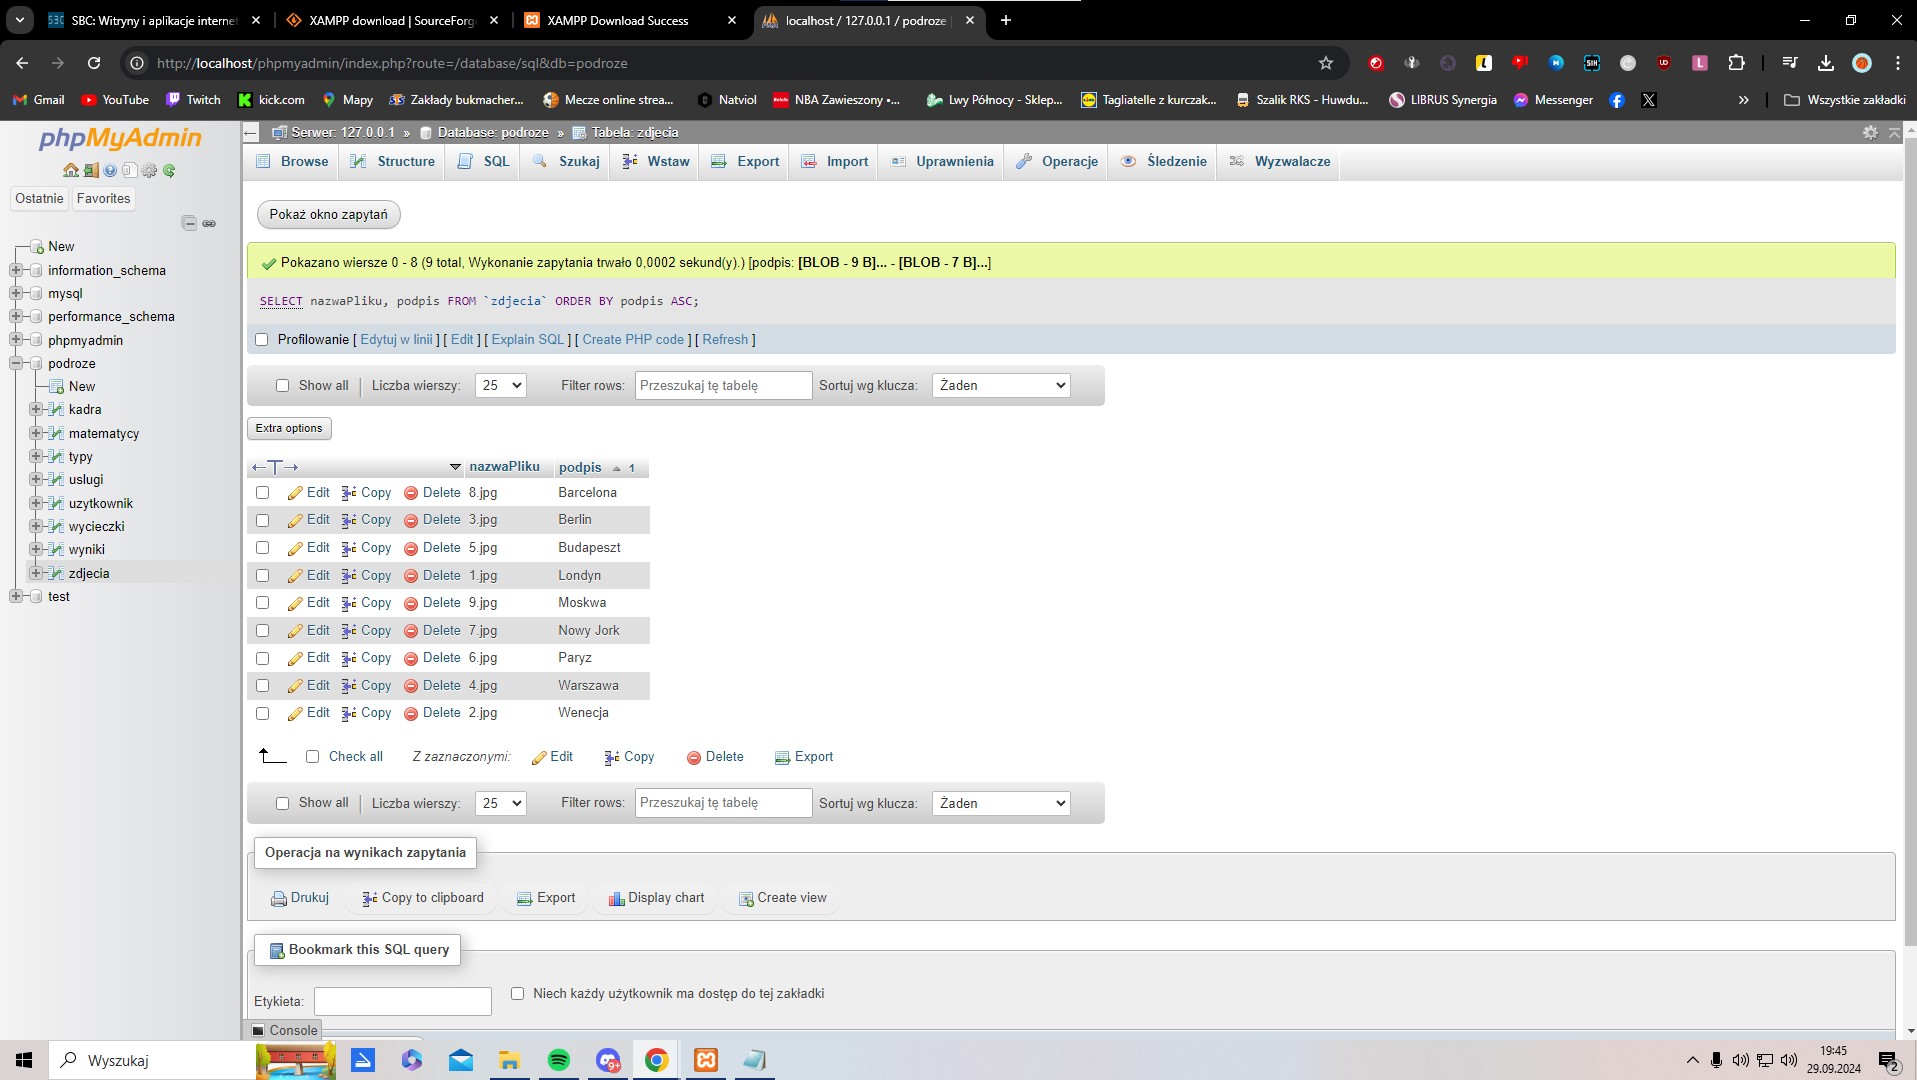 SBC: Witryny i aplikacje internet
XAMPP download | SourceForg
XAMPP Download Success
localhost / 127.0.0.1 / podroze
http://localhost/phpmyadmin/index.php?route=/database/sql&db=podroze
Gmail YouTube Twitch kick.com Mapy Zakłady bukmacher... Mecze online strea... Natviol NBA Zawieszony •... Lwy Północy - Sklep... Tagliatelle z kurczak... Szalik RKS - Huwdu... LIBRUS Synergia Messenger » Wszystkie zakładki
phpMyAdmin
Ostatnie Favorites
New
information_schema
mysql
performance_schema
phpmyadmin
podroze
New
kadra
matematycy
typy
uslugi
uzytkownik
wycieczki
wyniki
zdjecia
test
Serwer: 127.0.0.1 » Database: podroze » Tabela: zdjecia
Browse Structure SQL Szukaj Wstaw Export Import Uprawnienia Operacje Śledzenie Wyzwalacze
Pokaż okno zapytań
Pokazano wiersze 0 - 8 (9 total, Wykonanie zapytania trwało 0,0002 sekund(y).) [podpis: [BLOB - 9 B]... - [BLOB - 7 B]...]
SELECT nazwaPliku, podpis FROM `zdjecia` ORDER BY podpis ASC;
Profilowanie [ Edytuj w linii ] [ Edit ] [ Explain SQL ] [ Create PHP code ] [ Refresh ]
Show all Liczba wierszy: 25 Filter rows: Przeszukaj tę tabelę Sortuj wg klucza: Żaden
Extra options
←T→ nazwaPliku podpis 1
Edit Copy Delete 8.jpg Barcelona
Edit Copy Delete 3.jpg Berlin
Edit Copy Delete 5.jpg Budapeszt
Edit Copy Delete 1.jpg Londyn
Edit Copy Delete 9.jpg Moskwa
Edit Copy Delete 7.jpg Nowy Jork
Edit Copy Delete 6.jpg Paryz
Edit Copy Delete 4.jpg Warszawa
Edit Copy Delete 2.jpg Wenecja
Check all Z zaznaczonymi: Edit Copy Delete Export
Show all Liczba wierszy: 25 Filter rows: Przeszukaj tę tabelę Sortuj wg klucza: Żaden
Operacja na wynikach zapytania
Drukuj Copy to clipboard Export Display chart Create view
Bookmark this SQL query
Etykieta: Niech każdy użytkownik ma dostęp do tej zakładki
Console
Wyszukaj
9+
19:45
29.09.2024
2